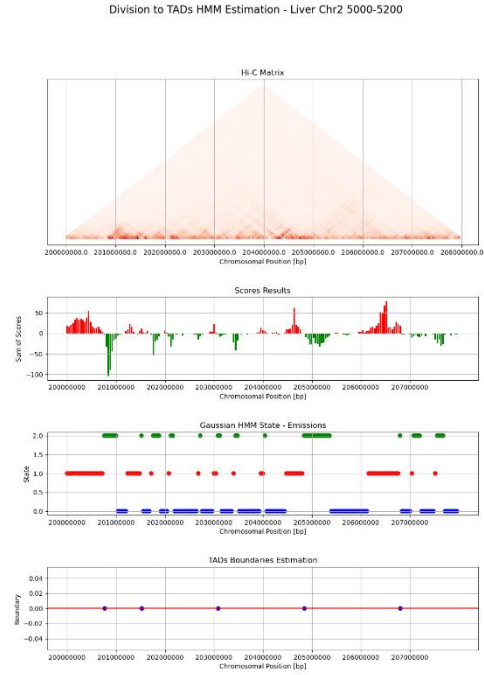 Division to TADs HMM Estimation - Liver Chr2 5000-5200
Hi-C Matrix
200000000.0 201000000.0 202000000.0 203000000.0 204000000.0 205000000.0 206000000.0 207000000.0 208000000.0
Chromosomal Position [bp]
Scores Results
Sum of Scores
50
0
−50
−100
200000000 201000000 202000000 203000000 204000000 205000000 206000000 207000000
Chromosomal Position [bp]
Gaussian HMM State - Emissions
State
2.0
1.5
1.0
0.5
0.0
200000000 201000000 202000000 203000000 204000000 205000000 206000000 207000000
Chromosomal Position [bp]
TADs Boundaries Estimation
Boundary
0.04
0.02
0.00
−0.02
−0.04
200000000 201000000 202000000 203000000 204000000 205000000 206000000 207000000
Chromosomal Position [bp]